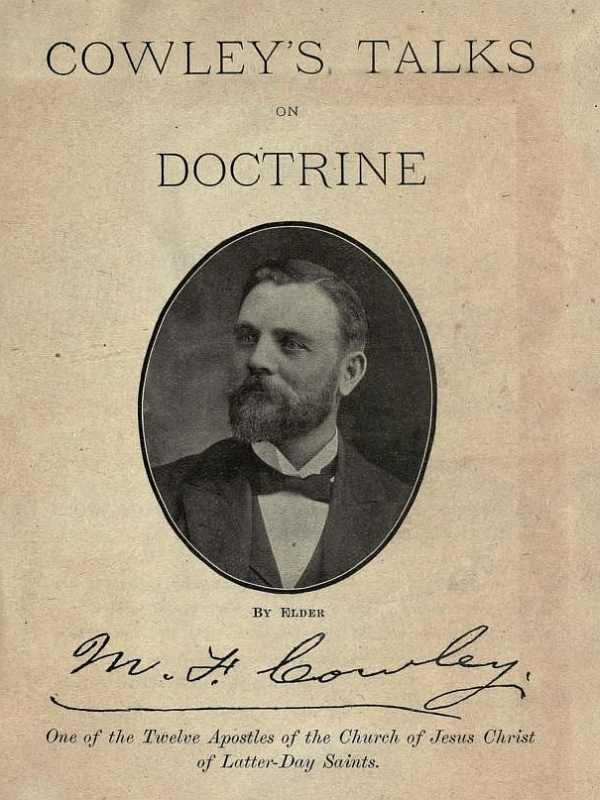 COWLEY'S TALKS
ON
DOCTRINE
BY ELDER
M. F. Cowley.
One of the Twelve Apostles of the Church of Jesus Christ
of Latter-Day Saints.